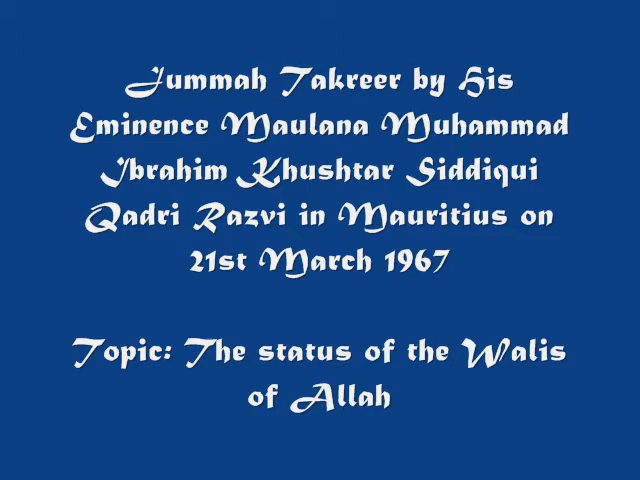 Jummah Takreer by His
Eminence Maulana Muhammad
Ibrahim Khushtar Siddiqui
Qadri Razvi in Mauritius on
21st March 1967
Topic: The status of the Walis
of Allah